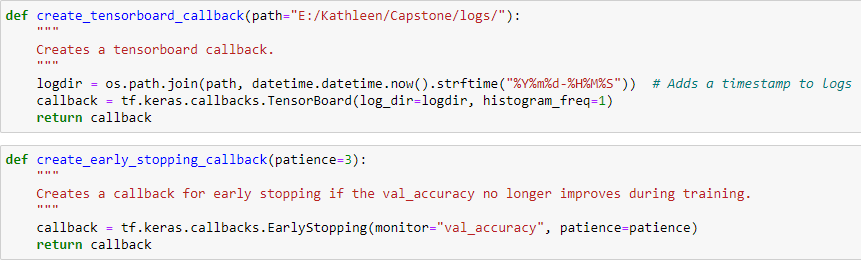 def create_tensorboard_callback(path="E:/Kathleen/Capstone/logs/"):
    """
    Creates a tensorboard callback.
    """
    logdir = os.path.join(path, datetime.datetime.now().strftime("%Y%m%d-%H%M%S"))  # Adds a timestamp to logs
    callback = tf.keras.callbacks.TensorBoard(log_dir=logdir, histogram_freq=1)
    return callback
def create_early_stopping_callback(patience=3):
    """
    Creates a callback for early stopping if the val_accuracy no longer improves during training.
    """
    callback = tf.keras.callbacks.EarlyStopping(monitor="val_accuracy", patience=patience)
    return callback